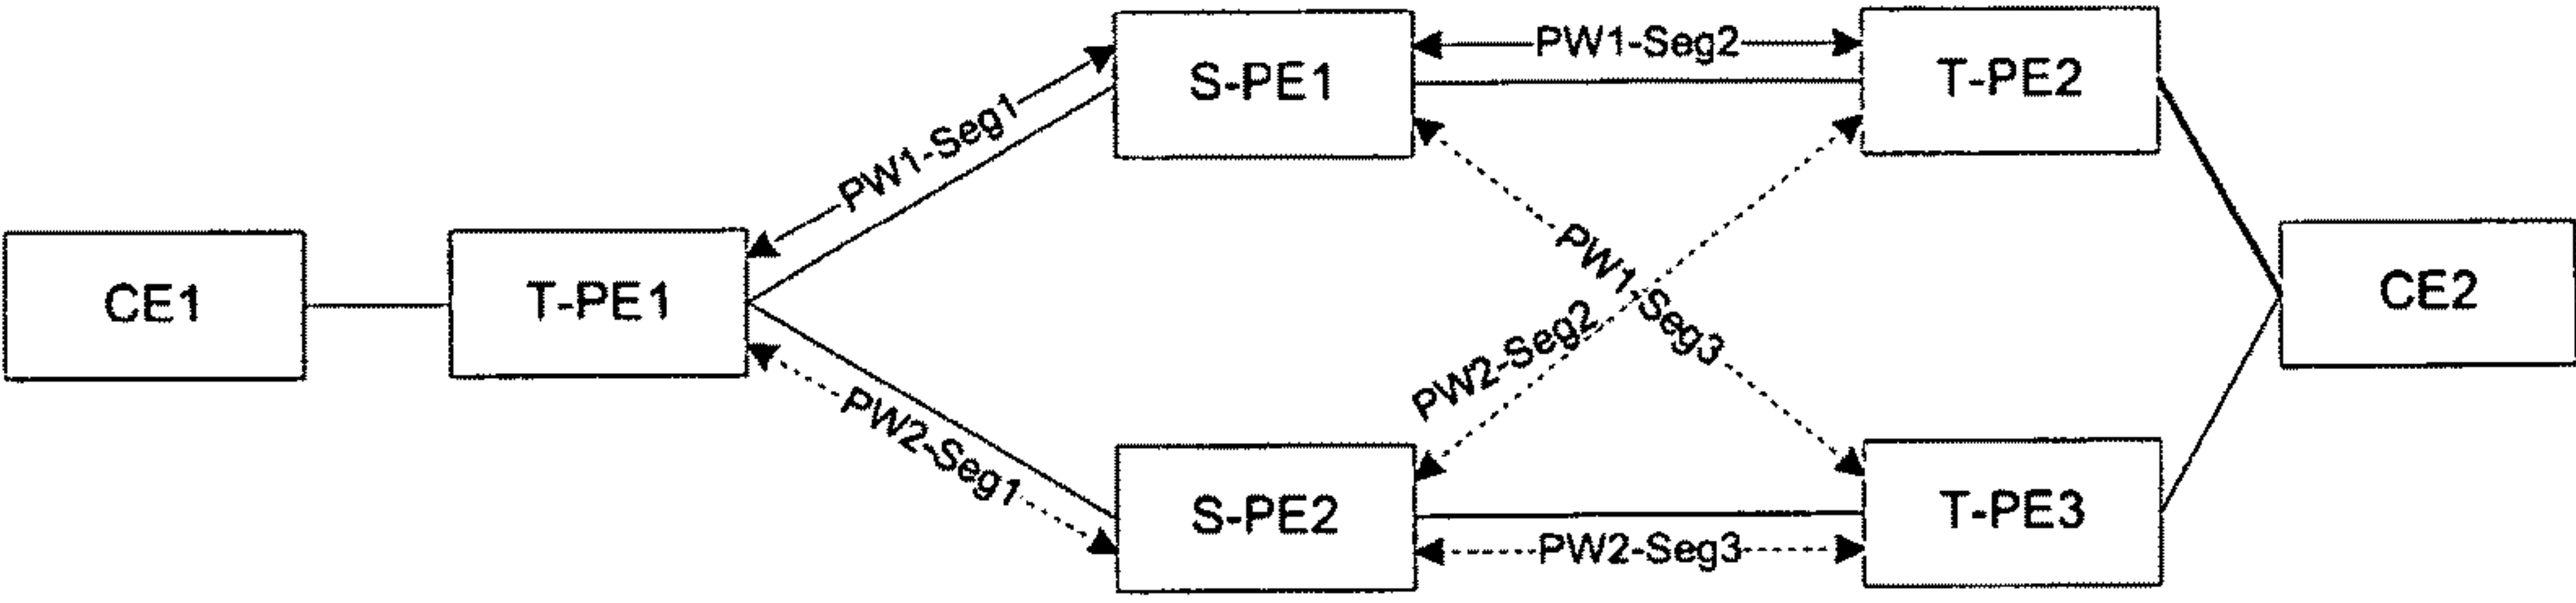 PW1-Seg2
S-PE1
T-PE2
PW1-Seg1
CE1
T-PE1
PW1-Seg3
CE2
PW2-Seg2
PW2-Seg1
S-PE2
T-PE3
PW2-Seg3